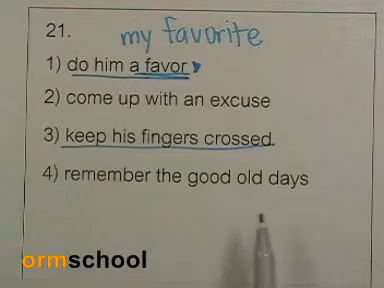 21.
my favorite
1) do him a favor
2) come up with an excuse
3) keep his fingers crossed.
4) remember the good old days
ormschool